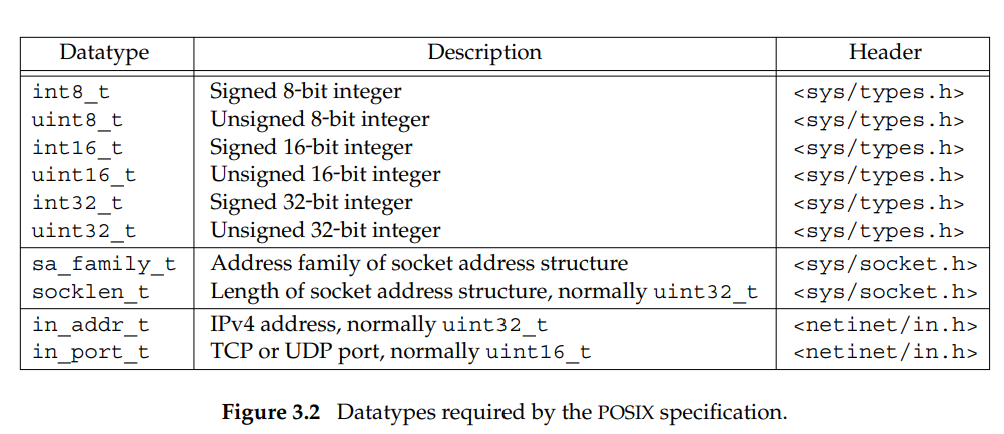 Datatype Description Header
int8_t Signed 8-bit integer <sys/types.h>
uint8_t Unsigned 8-bit integer <sys/types.h>
int16_t Signed 16-bit integer <sys/types.h>
uint16_t Unsigned 16-bit integer <sys/types.h>
int32_t Signed 32-bit integer <sys/types.h>
uint32_t Unsigned 32-bit integer <sys/types.h>
sa_family_t Address family of socket address structure <sys/socket.h>
socklen_t Length of socket address structure, normally uint32_t <sys/socket.h>
in_addr_t IPv4 address, normally uint32_t <netinet/in.h>
in_port_t TCP or UDP port, normally uint16_t <netinet/in.h>
Figure 3.2 Datatypes required by the POSIX specification.